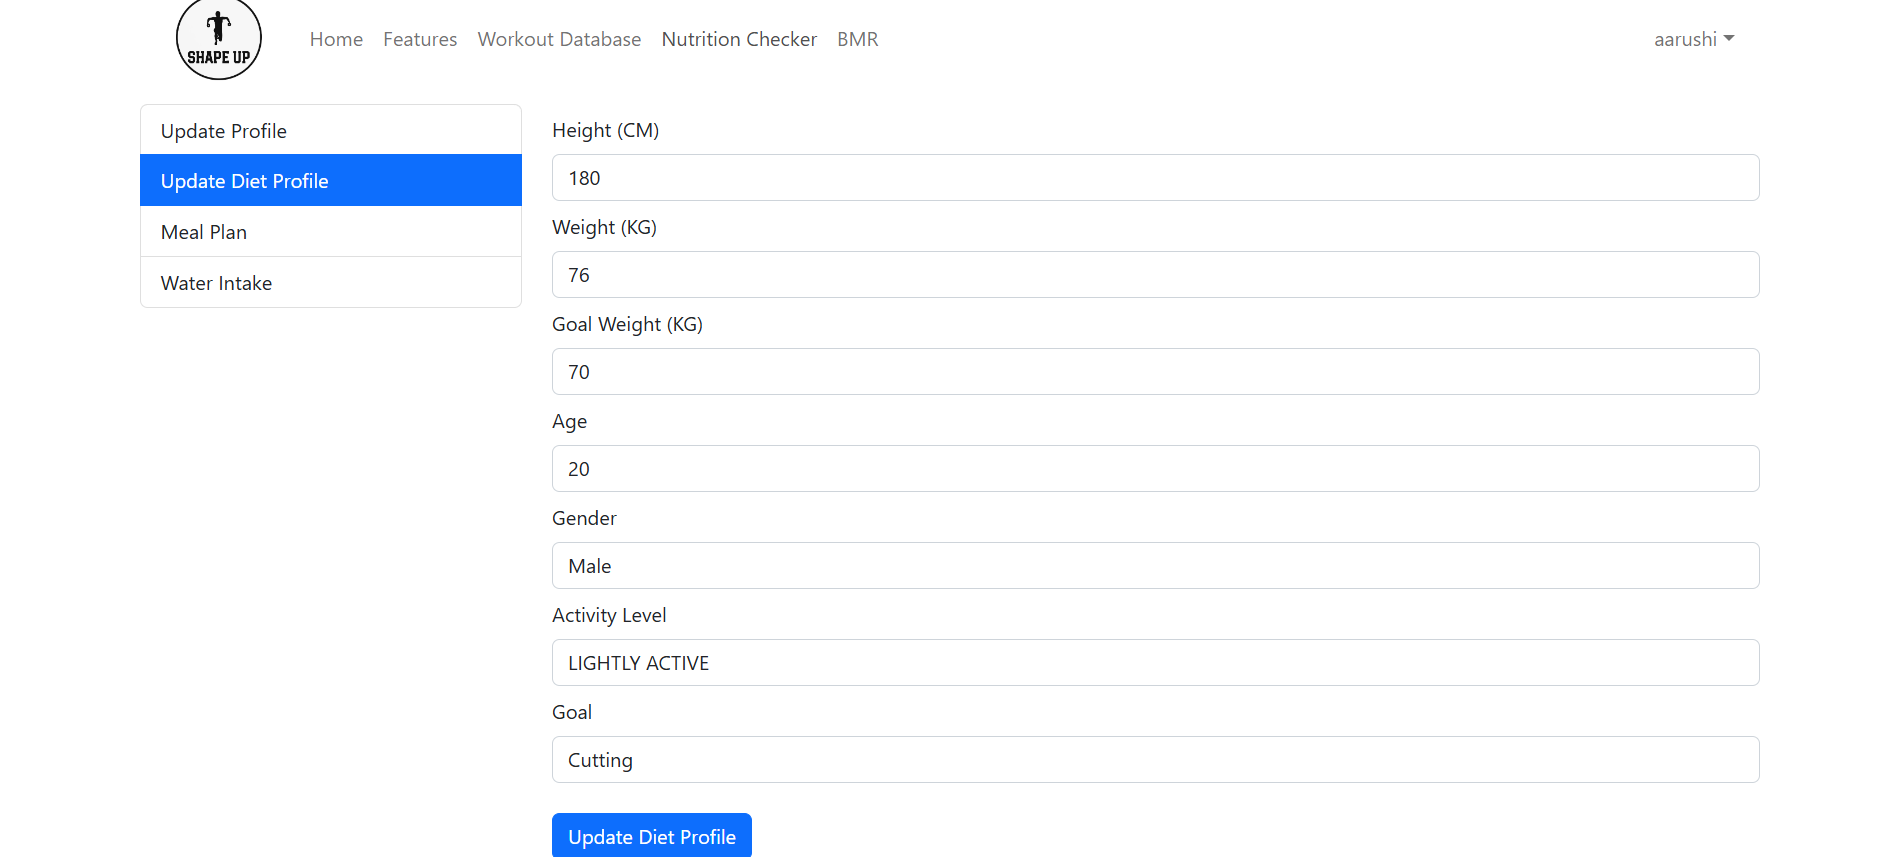 SHAPE UP
Home Features Workout Database Nutrition Checker BMR aarushi
Update Profile
Update Diet Profile
Meal Plan
Water Intake
Height (CM)
180
Weight (KG)
76
Goal Weight (KG)
70
Age
20
Gender
Male
Activity Level
LIGHTLY ACTIVE
Goal
Cutting
Update Diet Profile